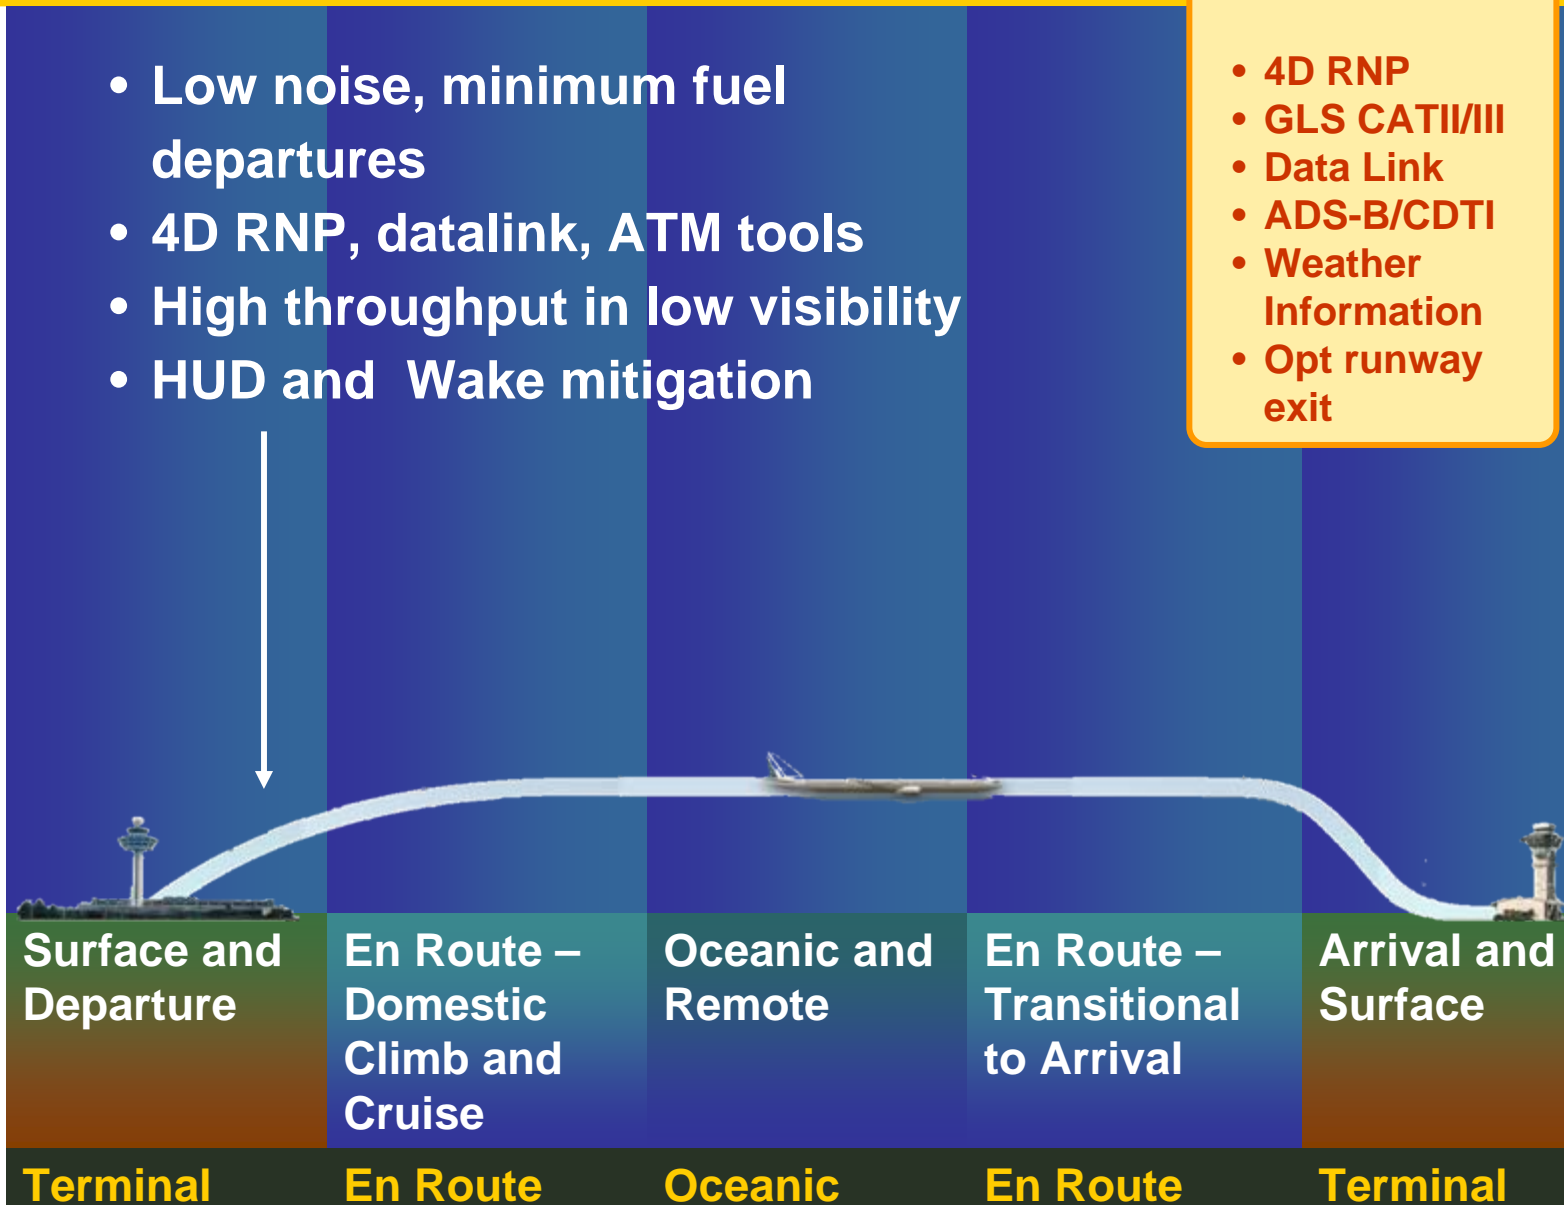 • Low noise, minimum fuel
departures
• 4D RNP, datalink, ATM tools
• High throughput in low visibility
• HUD and  Wake mitigation
• 4D RNP
• GLS CATII/III
• Data Link
• ADS-B/CDTI
• Weather
Information
• Opt runway
exit
Surface and
Departure
En Route –
Domestic
Climb and
Cruise
Oceanic and
Remote
En Route –
Transitional
to Arrival
Arrival and
Surface
Terminal
En Route
Oceanic
En Route
Terminal